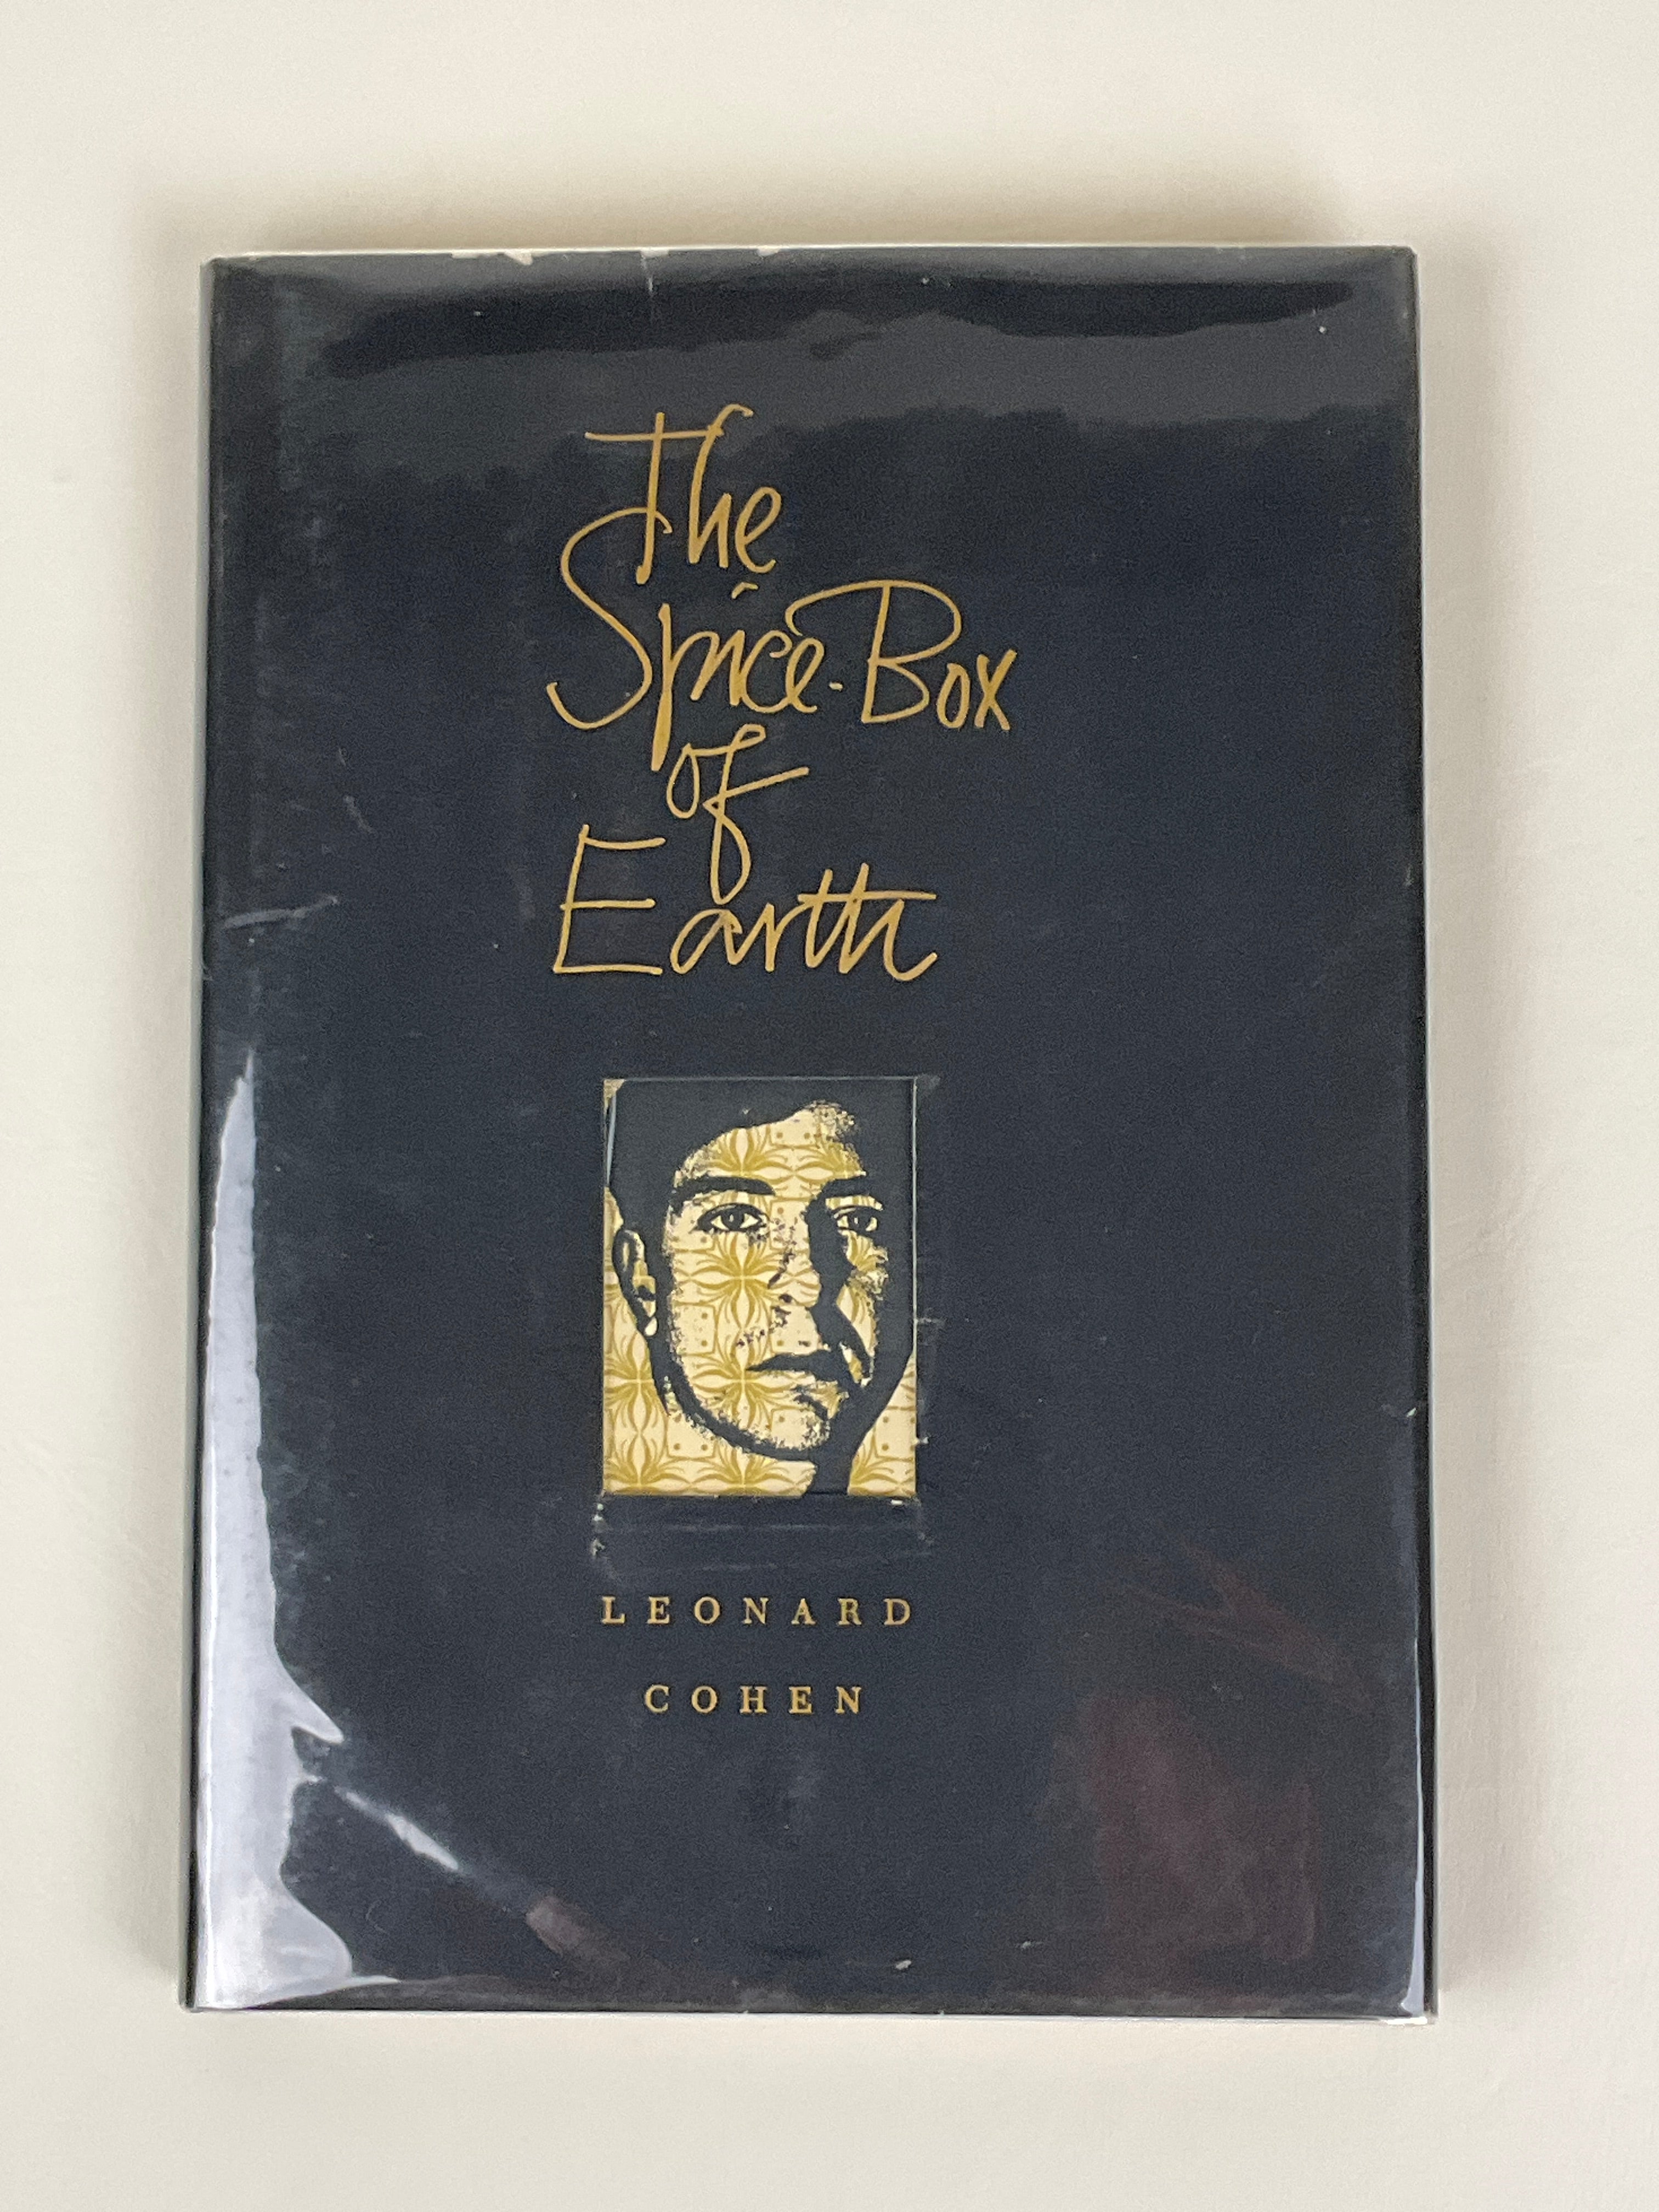 The
Spice-Box
of
Earth
LEONARD
COHEN